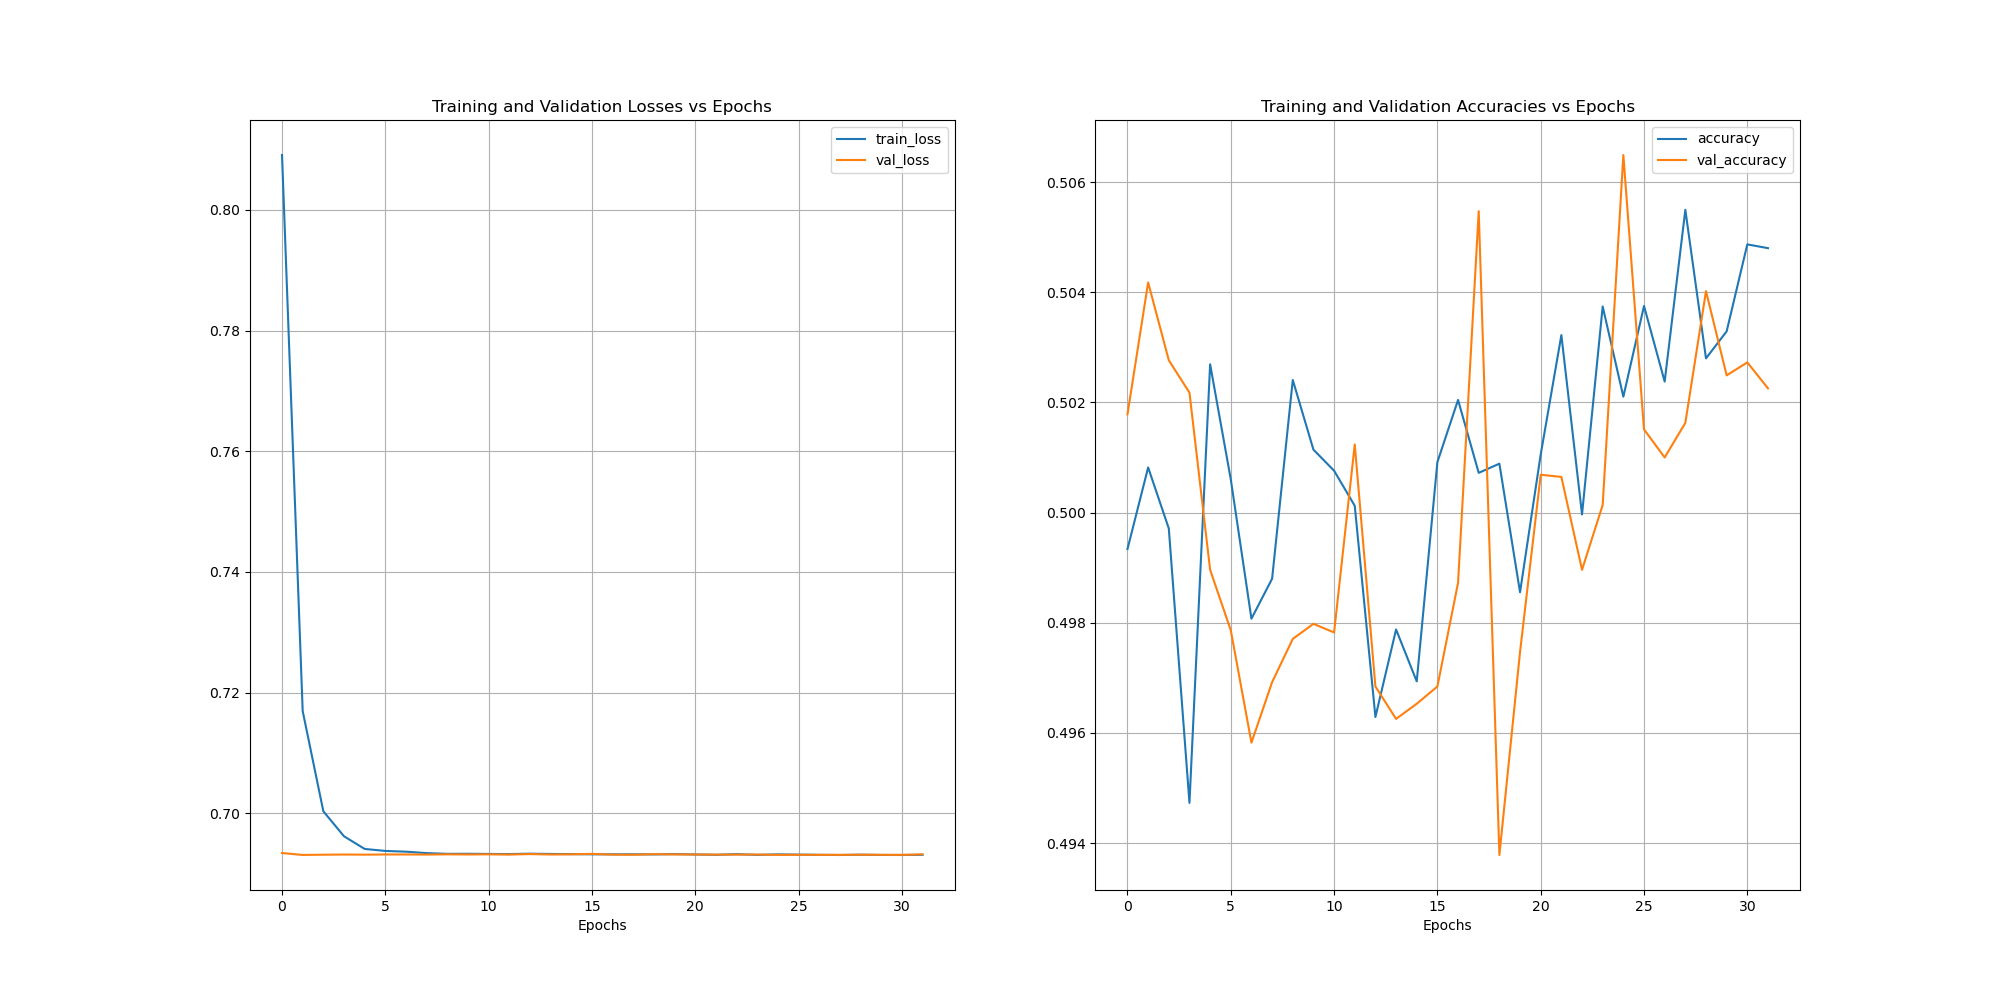 Training and Validation Losses vs Epochs
train_loss
val_loss
0.80
0.78
0.76
0.74
0.72
0.70
0 5 10 15 20 25 30
Epochs
Training and Validation Accuracies vs Epochs
accuracy
val_accuracy
0.506
0.504
0.502
0.500
0.498
0.496
0.494
0 5 10 15 20 25 30
Epochs